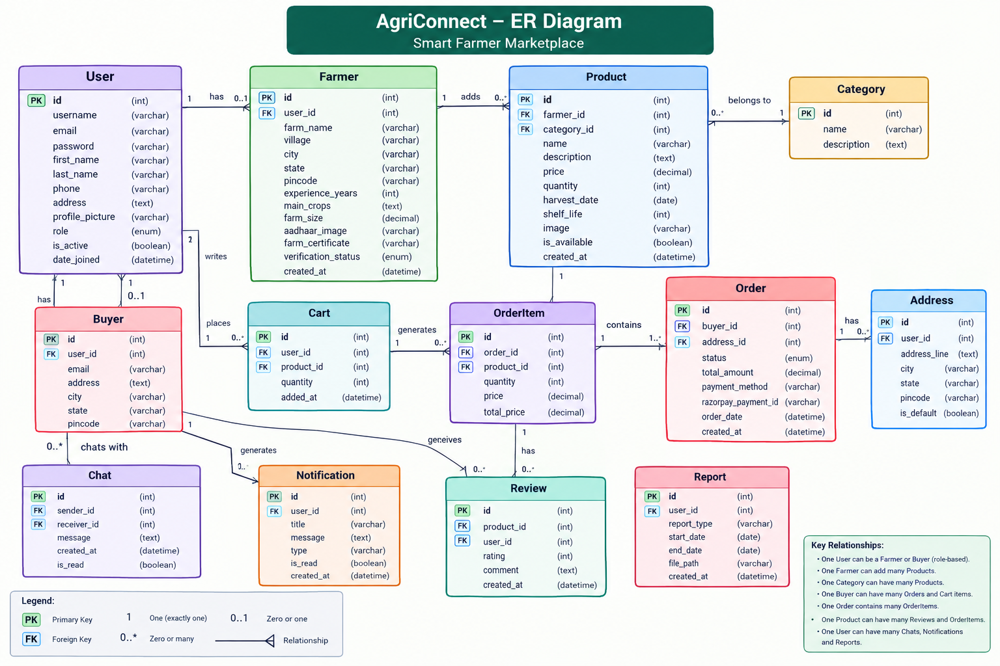 AgriConnect – ER Diagram
Smart Farmer Marketplace
User
PK id (int)
username (varchar)
email (varchar)
password (varchar)
first_name (varchar)
last_name (varchar)
phone (varchar)
address (text)
profile_picture (varchar)
role (enum)
is_active (boolean)
date_joined (datetime)
1 has 0..1
Farmer
PK id (int)
FK user_id (int)
farm_name (varchar)
village (varchar)
city (varchar)
state (varchar)
pincode (varchar)
experience_years (int)
main_crops (text)
farm_size (decimal)
aadhaar_image (varchar)
farm_certificate (varchar)
verification_status (enum)
created_at (datetime)
1 adds 0..*
Product
PK id (int)
FK farmer_id (int)
FK category_id (int)
name (varchar)
description (text)
price (decimal)
quantity (int)
harvest_date (date)
shelf_life (int)
image (varchar)
is_available (boolean)
created_at (datetime)
belongs to
0..* 1
Category
PK id (int)
name (varchar)
description (text)
writes
1 1
has 0..1
1
Buyer
PK id (int)
FK user_id (int)
email (varchar)
address (text)
city (varchar)
state (varchar)
pincode (varchar)
places
1 0..*
Cart
PK id (int)
FK user_id (int)
FK product_id (int)
quantity (int)
added_at (datetime)
generates
1 0..*
OrderItem
PK id (int)
FK order_id (int)
FK product_id (int)
quantity (int)
price (decimal)
total_price (decimal)
contains
1 1..*
Order
PK id (int)
FK buyer_id (int)
FK address_id (int)
status (enum)
total_amount (decimal)
payment_method (varchar)
razorpay_payment_id (varchar)
order_date (datetime)
created_at (datetime)
has
1 0..*
Address
PK id (int)
FK user_id (int)
address_line (text)
city (varchar)
state (varchar)
pincode (varchar)
is_default (boolean)
1
0..* chats with
generates
1
has
0..* 0..*
Chat
PK id (int)
FK sender_id (int)
FK receiver_id (int)
message (text)
created_at (datetime)
is_read (boolean)
Notification
PK id (int)
FK user_id (int)
title (varchar)
message (text)
type (varchar)
is_read (boolean)
created_at (datetime)
Review
PK id (int)
FK product_id (int)
FK user_id (int)
rating (int)
comment (text)
created_at (datetime)
Report
PK id (int)
FK user_id (int)
report_type (varchar)
start_date (date)
end_date (date)
file_path (varchar)
created_at (datetime)
Key Relationships:
• One User can be a Farmer or Buyer (role-based).
• One Farmer can add many Products.
• One Category can have many Products.
• One Buyer can have many Orders and Cart items.
• One Order contains many OrderItems.
• One Product can have many Reviews and OrderItems.
• One User can have many Chats, Notifications
and Reports.
Legend:
PK Primary Key 1 One (exactly one) 0..1 Zero or one
FK Foreign Key 0..* Zero or many Relationship